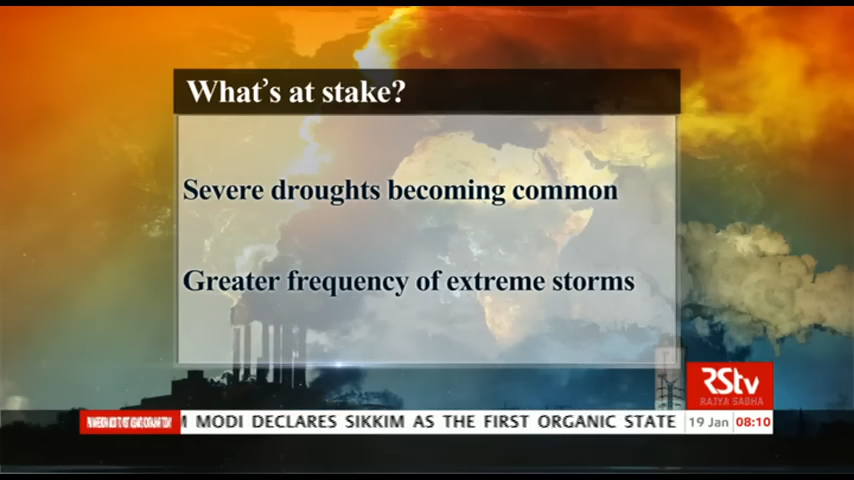 What's at stake?
Severe droughts becoming common
Greater frequency of extreme storms
RStv
RAJYA SABHA
MODI DECLARES SIKKIM AS THE FIRST ORGANIC STATE
19 Jan
08:10